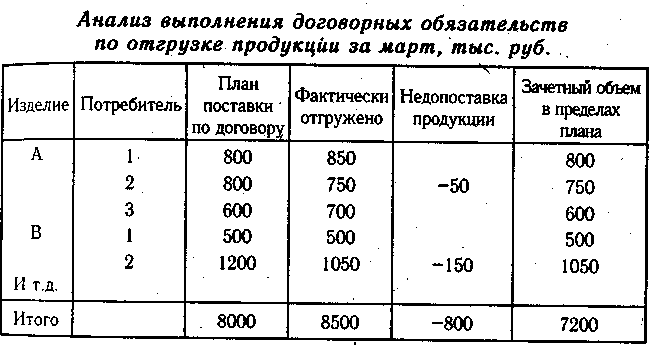 Анализ выполнения договорных обязательств
по отгрузке продукции за март, тыс. руб.
Изделие Потребитель План поставки по договору Фактически отгружено Недопоставка продукции Зачетный объем в пределах плана
А 1 800 850 800
2 800 750 −50 750
3 600 700 600
В 1 500 500 500
2 1200 1050 −150 1050
И т.д.
Итого 8000 8500 −800 7200